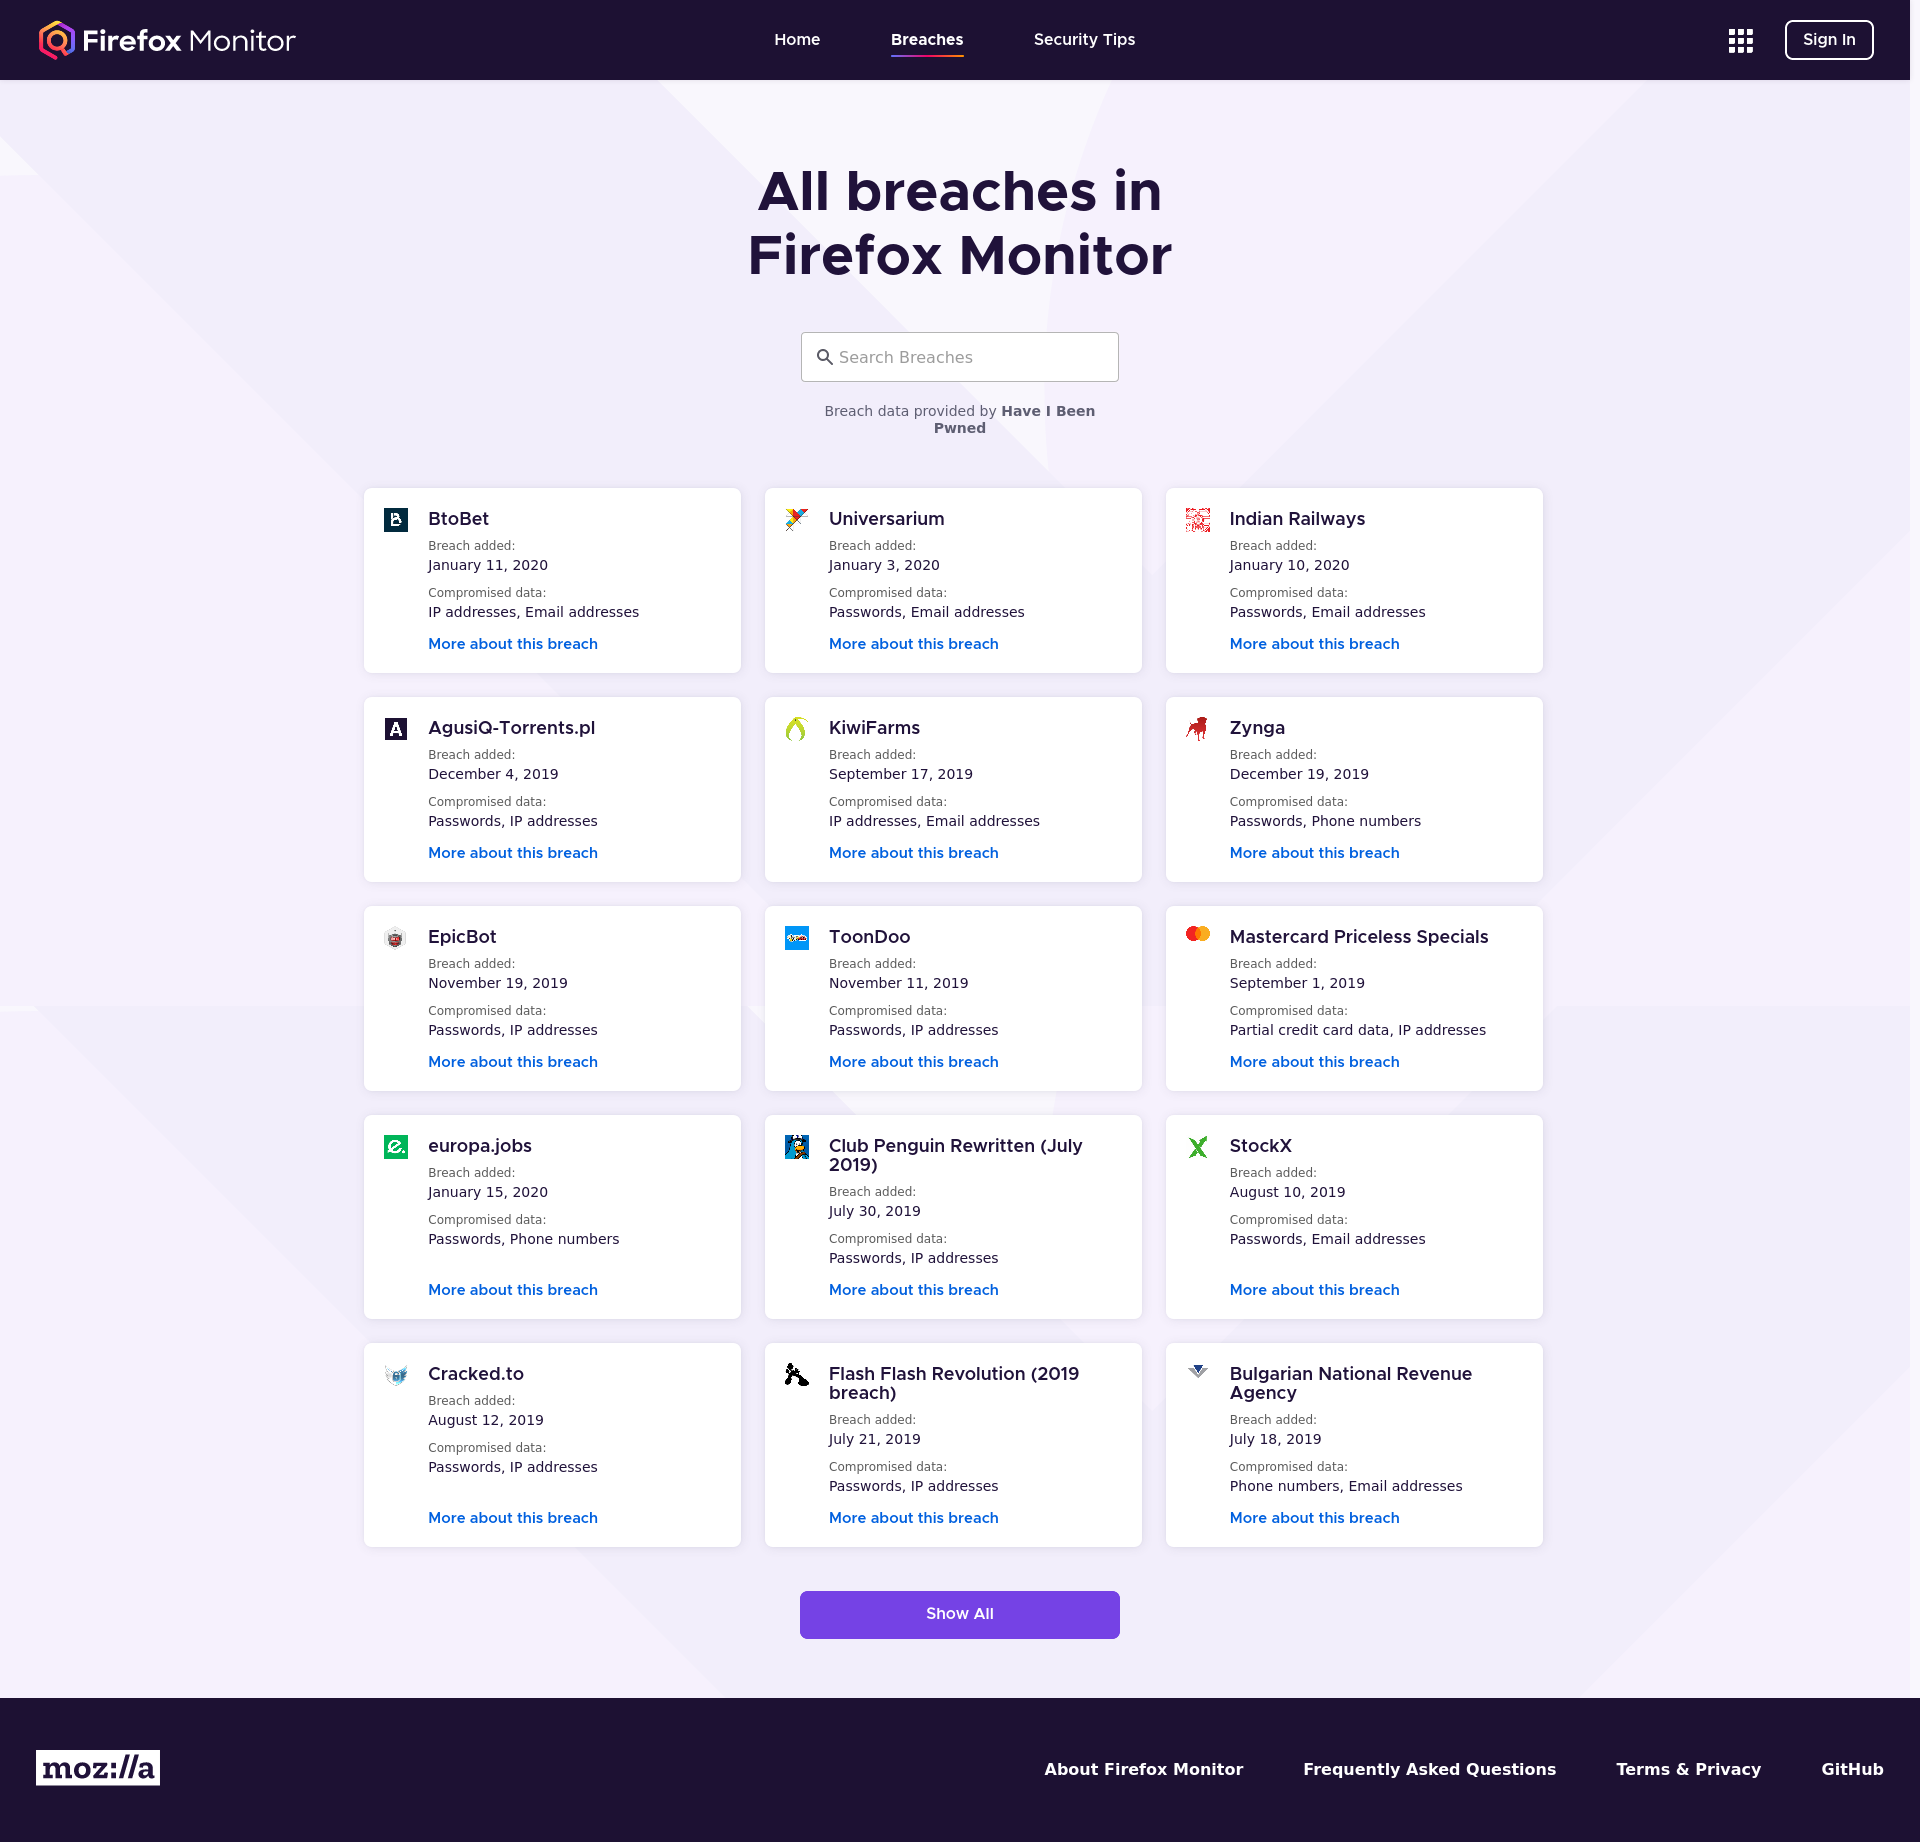 Firefox Monitor
Home
Breaches
Security Tips
Sign In
All breaches in
Firefox Monitor
Search Breaches
Breach data provided by Have I Been
Pwned
BtoBet
Breach added:
January 11, 2020
Compromised data:
IP addresses, Email addresses
More about this breach
Universarium
Breach added:
January 3, 2020
Compromised data:
Passwords, Email addresses
More about this breach
Indian Railways
Breach added:
January 10, 2020
Compromised data:
Passwords, Email addresses
More about this breach
AgusiQ-Torrents.pl
Breach added:
December 4, 2019
Compromised data:
Passwords, IP addresses
More about this breach
KiwiFarms
Breach added:
September 17, 2019
Compromised data:
IP addresses, Email addresses
More about this breach
Zynga
Breach added:
December 19, 2019
Compromised data:
Passwords, Phone numbers
More about this breach
EpicBot
Breach added:
November 19, 2019
Compromised data:
Passwords, IP addresses
More about this breach
ToonDoo
Breach added:
November 11, 2019
Compromised data:
Passwords, IP addresses
More about this breach
Mastercard Priceless Specials
Breach added:
September 1, 2019
Compromised data:
Partial credit card data, IP addresses
More about this breach
europa.jobs
Breach added:
January 15, 2020
Compromised data:
Passwords, Phone numbers
More about this breach
Club Penguin Rewritten (July
2019)
Breach added:
July 30, 2019
Compromised data:
Passwords, IP addresses
More about this breach
StockX
Breach added:
August 10, 2019
Compromised data:
Passwords, Email addresses
More about this breach
Cracked.to
Breach added:
August 12, 2019
Compromised data:
Passwords, IP addresses
More about this breach
Flash Flash Revolution (2019
breach)
Breach added:
July 21, 2019
Compromised data:
Passwords, IP addresses
More about this breach
Bulgarian National Revenue
Agency
Breach added:
July 18, 2019
Compromised data:
Phone numbers, Email addresses
More about this breach
Show All
moz://a
About Firefox Monitor
Frequently Asked Questions
Terms & Privacy
GitHub